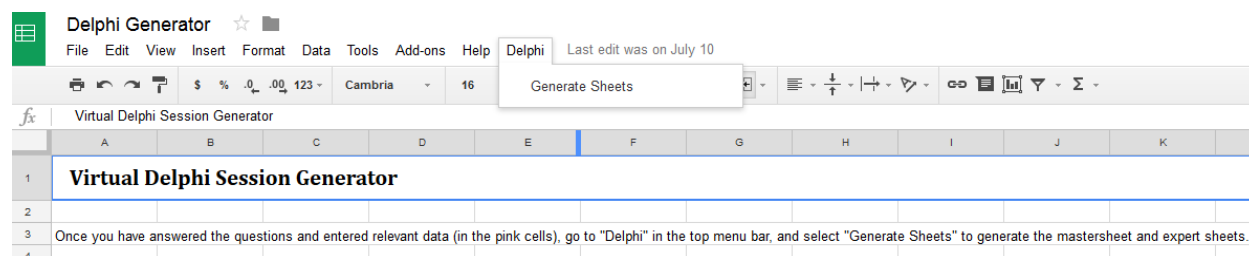 Delphi Generator
File Edit View Insert Format Data Tools Add-ons Help Delphi Last edit was on July 10
$ % .0 .00 123 Cambria 16 Generate Sheets Σ
fx Virtual Delphi Session Generator
A B C D E F G H I J K
1 Virtual Delphi Session Generator
2
3 Once you have answered the questions and entered relevant data (in the pink cells), go to "Delphi" in the top menu bar, and select "Generate Sheets" to generate the mastersheet and expert sheets.
4